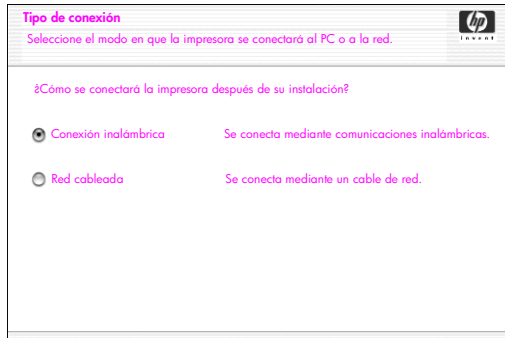 Tipo de conexión
Seleccione el modo en que la impresora se conectará al PC o a la red.
hp
invent
¿Cómo se conectará la impresora después de su instalación?
Conexión inalámbrica Se conecta mediante comunicaciones inalámbricas.
Red cableada Se conecta mediante un cable de red.